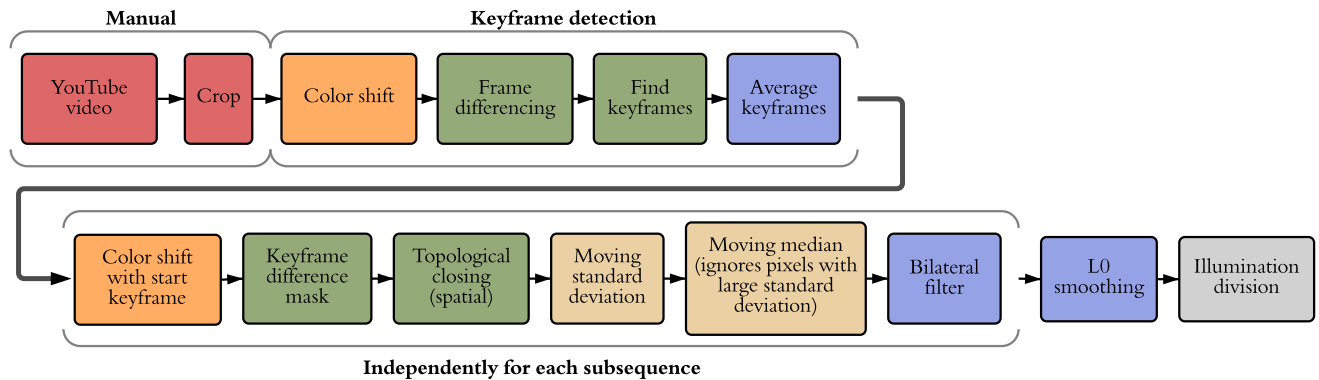 Manual
Keyframe detection
YouTube
video
Crop
Color shift
Frame
differencing
Find
keyframes
Average
keyframes
Color shift
with start
keyframe
Keyframe
difference
mask
Topological
closing
(spatial)
Moving
standard
deviation
Moving median
(ignores pixels with
large standard
deviation)
Bilateral
filter
L0
smoothing
Illumination
division
Independently for each subsequence